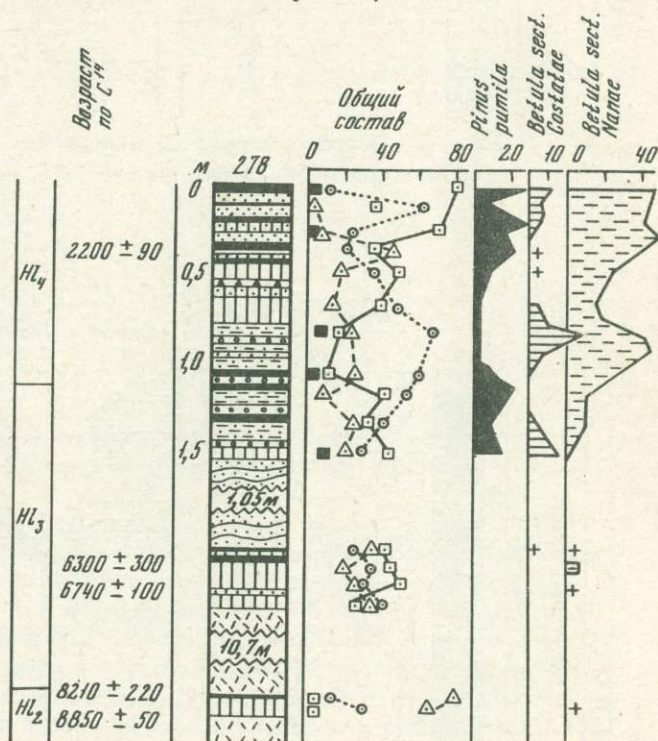 Возраст
по C¹⁴
м
278
Общий
состав
0 40 80
Pinus
pumila
20
Betula sect.
Costatae
10
Betula sect.
Nanae
0 40
0
2200 ± 90
0,5
Hl₄
1,0
1,5
1,05м
Hl₃
6300 ± 300
6740 ± 100
10,7м
8210 ± 220
Hl₂
8850 ± 50